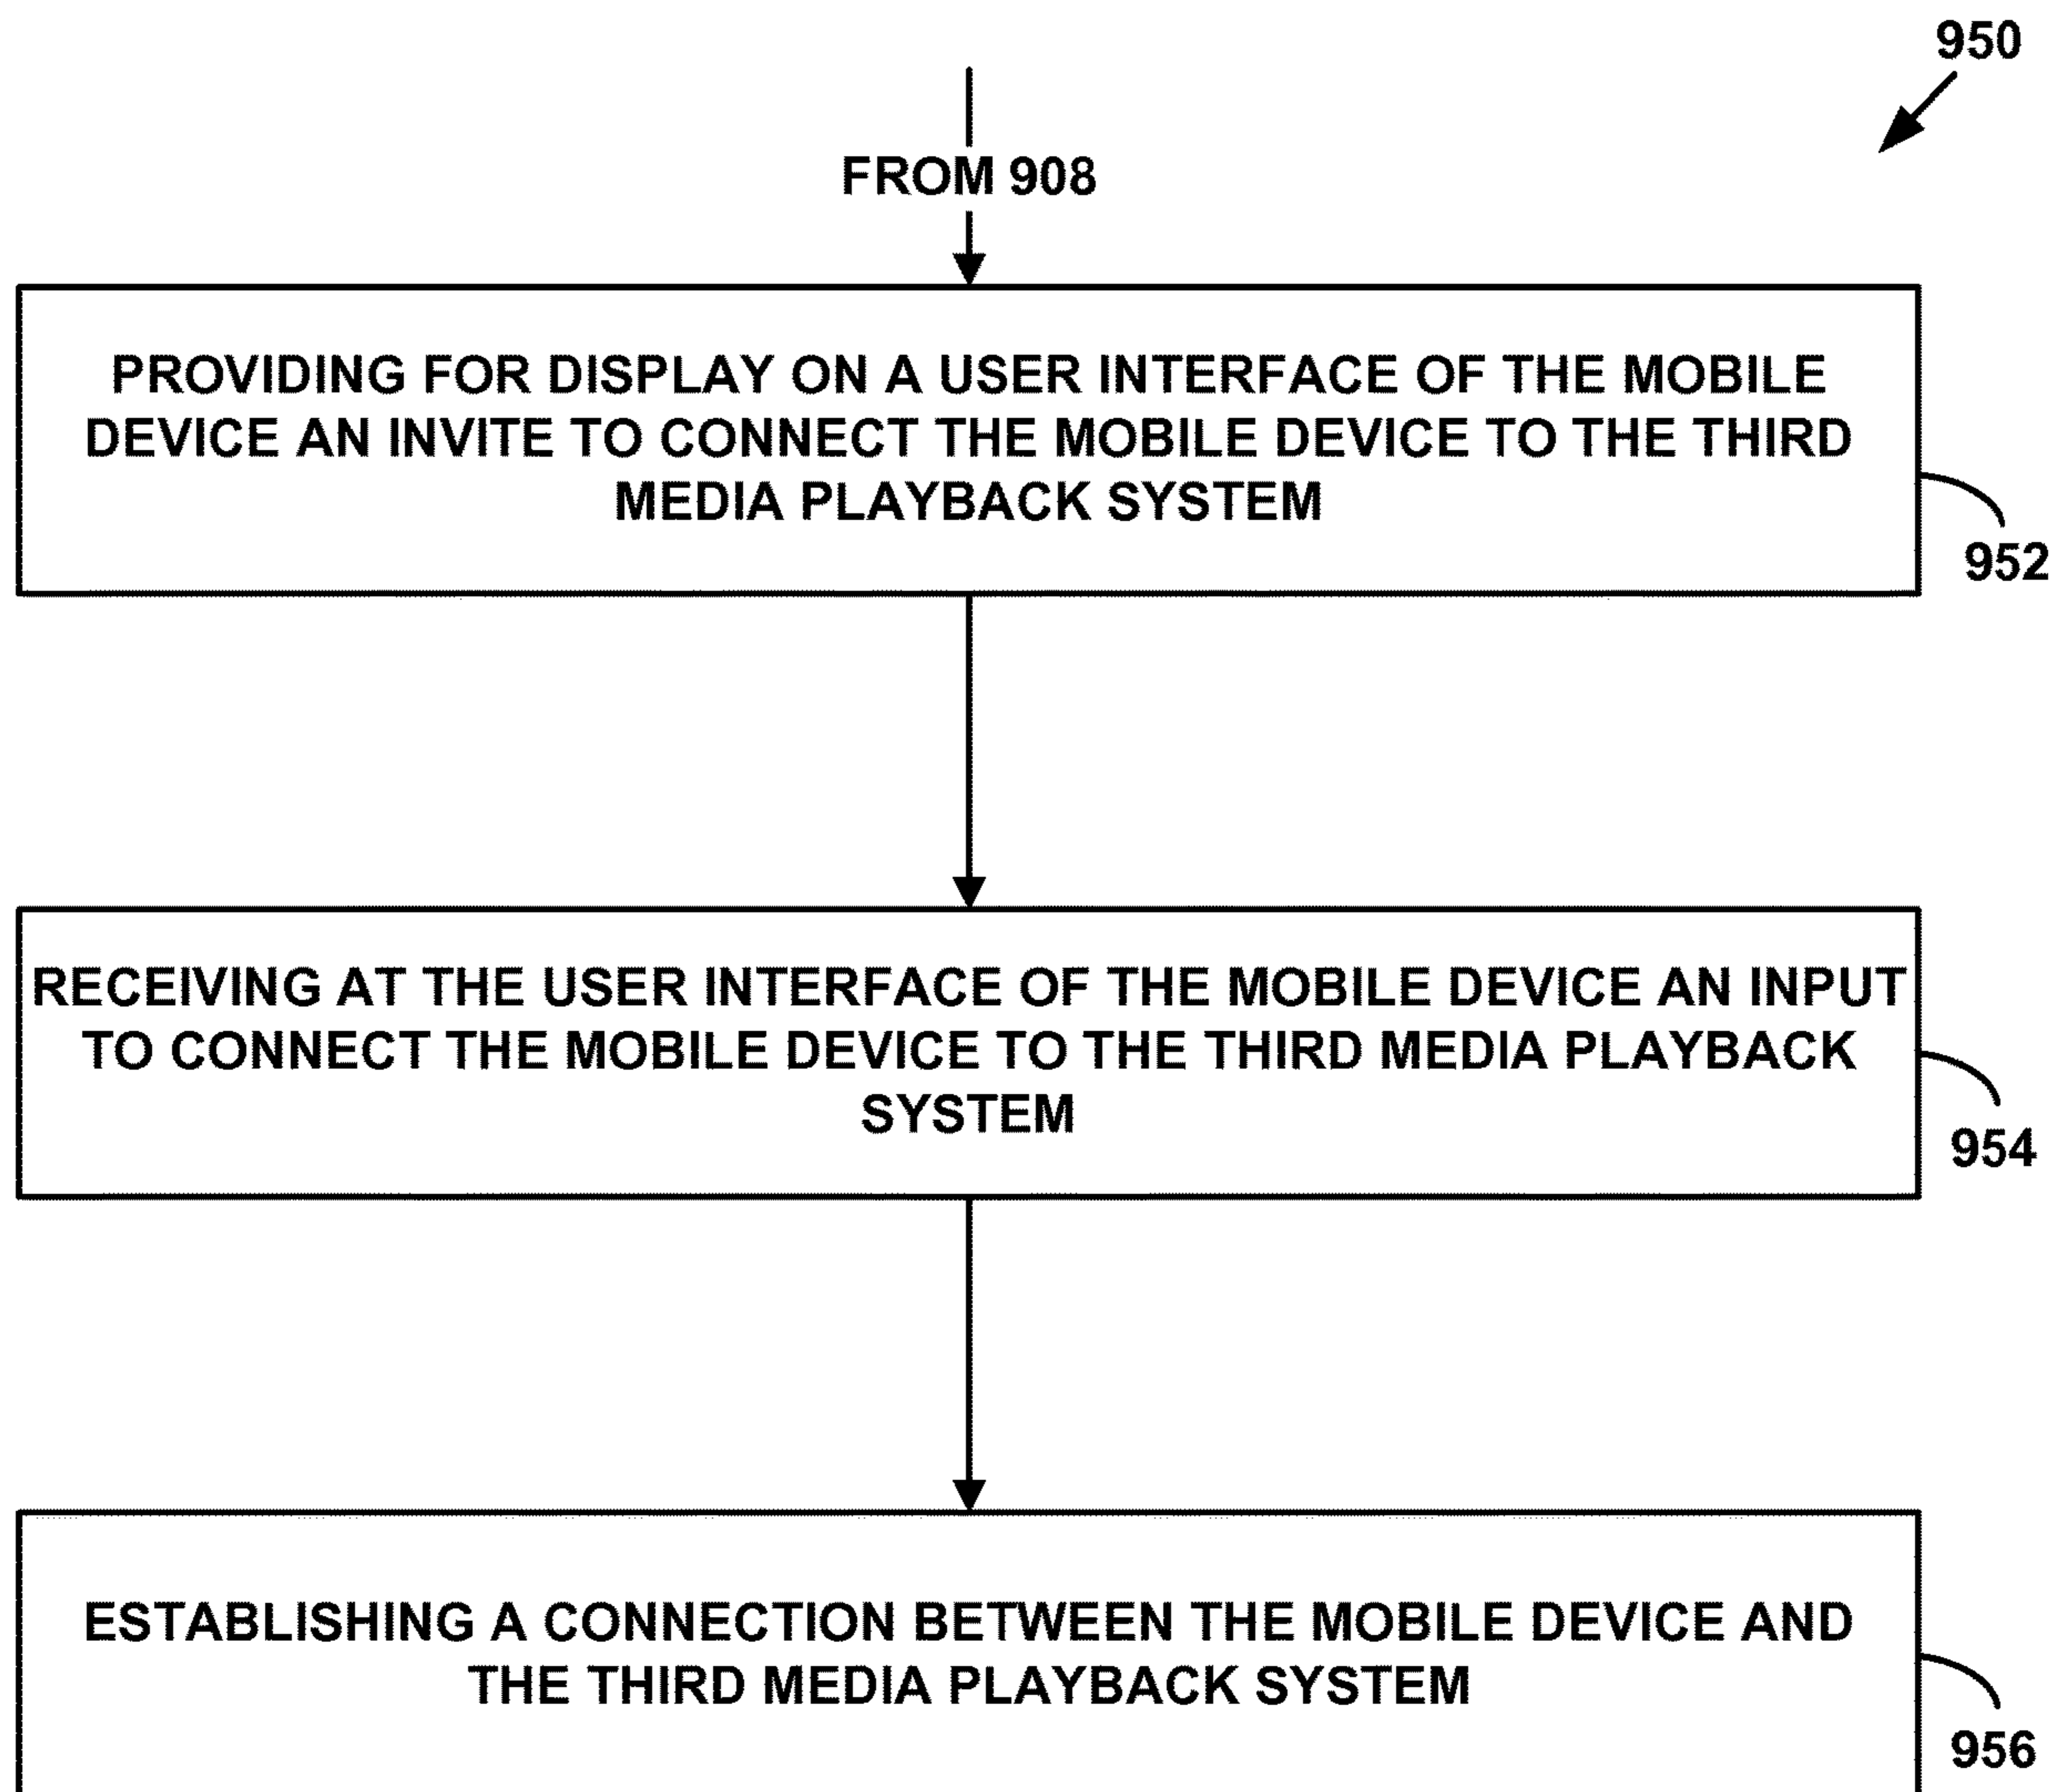 950
FROM 908
PROVIDING FOR DISPLAY ON A USER INTERFACE OF THE MOBILE
DEVICE AN INVITE TO CONNECT THE MOBILE DEVICE TO THE THIRD
MEDIA PLAYBACK SYSTEM
952
RECEIVING AT THE USER INTERFACE OF THE MOBILE DEVICE AN INPUT
TO CONNECT THE MOBILE DEVICE TO THE THIRD MEDIA PLAYBACK
SYSTEM
954
ESTABLISHING A CONNECTION BETWEEN THE MOBILE DEVICE AND
THE THIRD MEDIA PLAYBACK SYSTEM
956